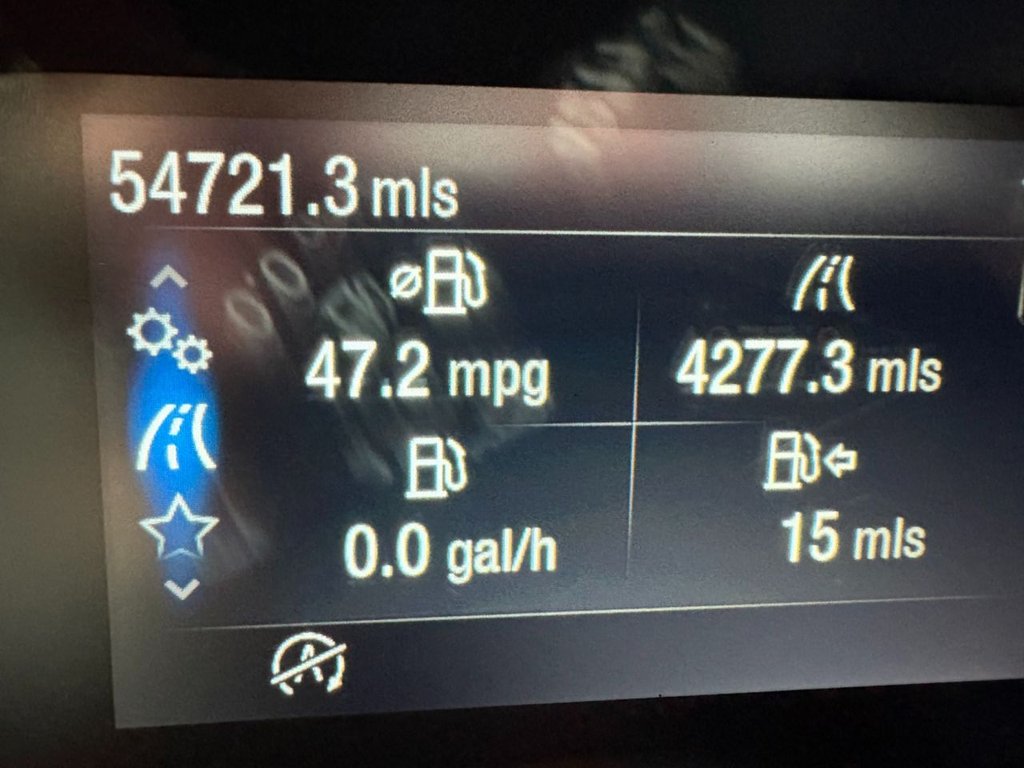 54721.3 mls
47.2 mpg
4277.3 mls
0.0 gal/h
15 mls